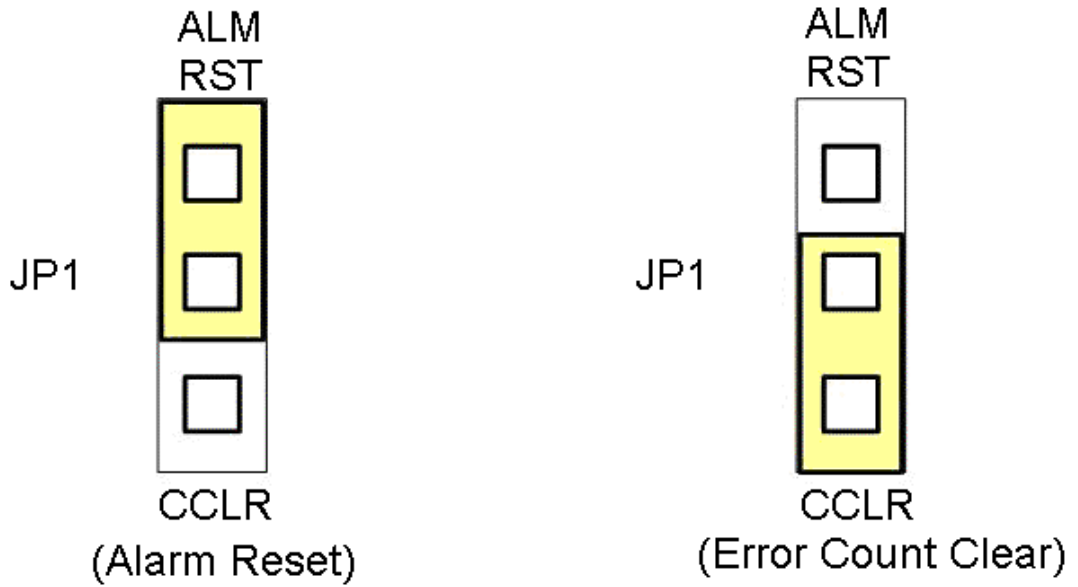 ALM
RST
JP1
CCLR
(Alarm Reset)
ALM
RST
JP1
CCLR
(Error Count Clear)